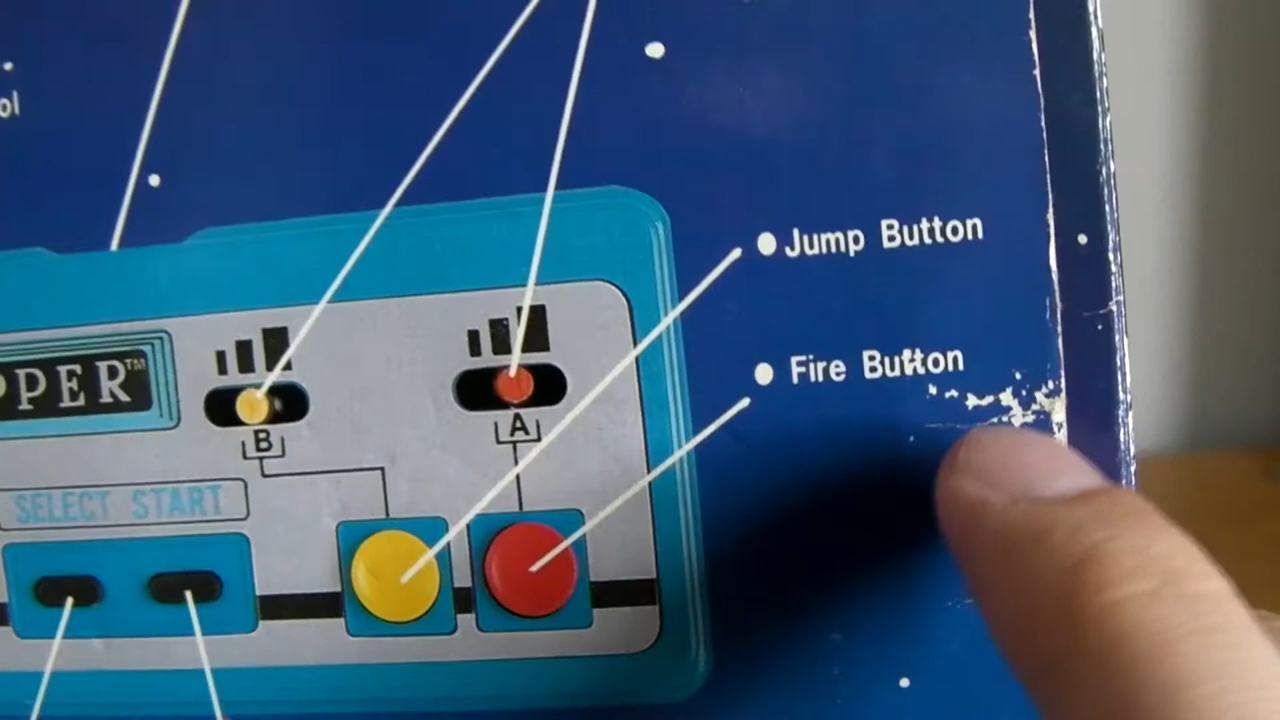 ol
Jump Button
Fire Button
PPER™
B
A
SELECT START